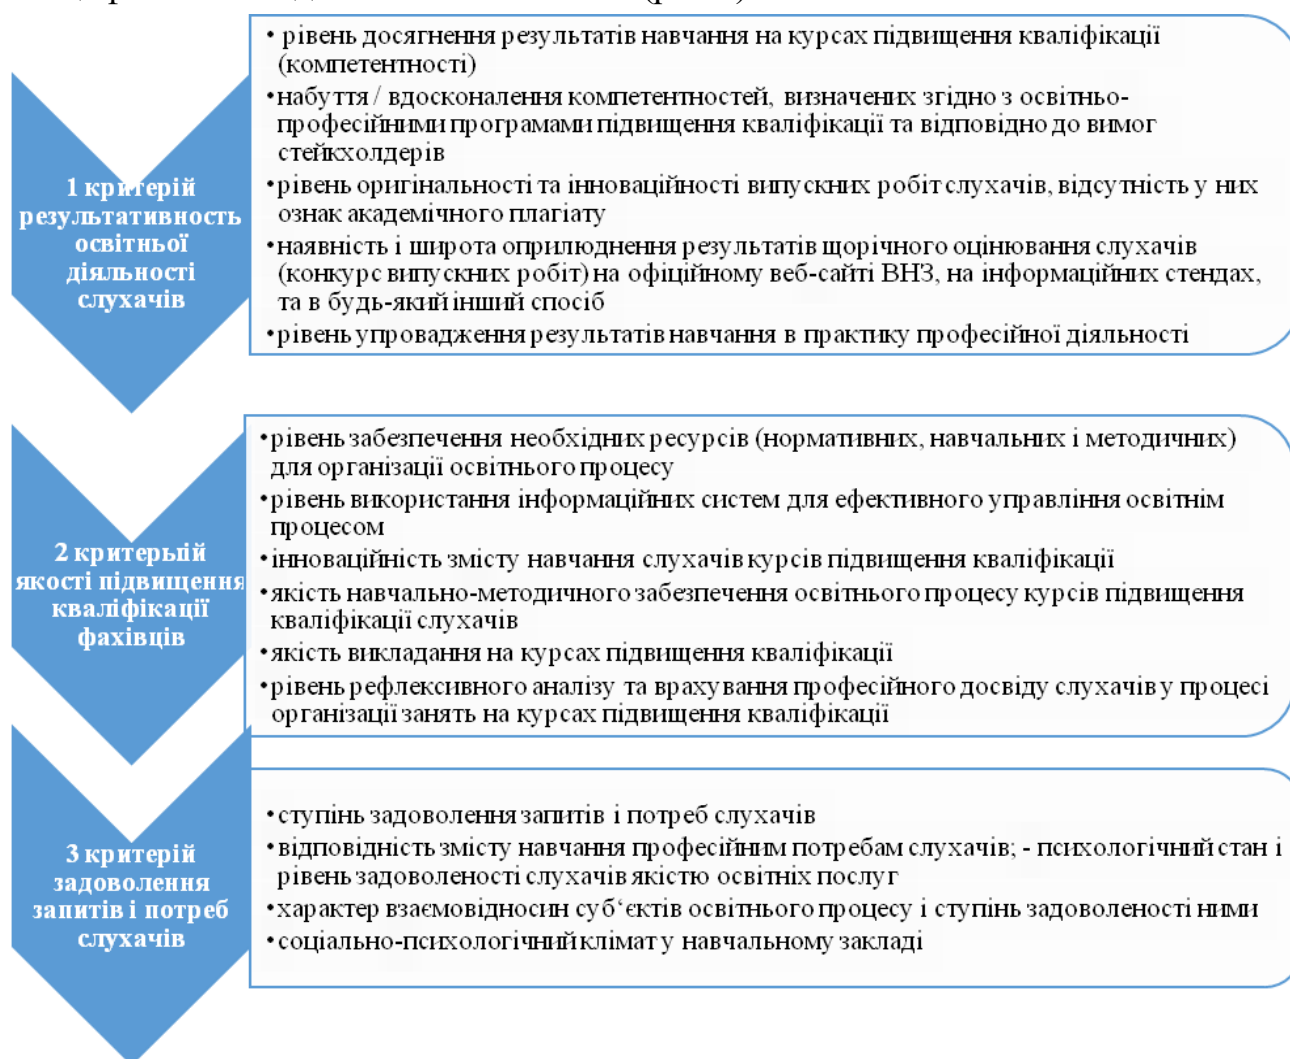 1 критерій
результативность
освітньої
діяльності
слухачів
• рівень досягнення результатів навчання на курсах підвищення кваліфікації
(компетентності)
•набуття / вдосконалення компетентностей, визначених згідно з освітньо-
професійними програмами підвищення кваліфікації та відповідно до вимог
стейкхолдерів
•рівень оригінальності та інноваційності випускних робіт слухачів, відсутність у них
ознак академічного плагіату
•наявність і широта оприлюднення результатів щорічного оцінювання слухачів
(конкурс випускних робіт) на офіційному веб-сайті ВНЗ, на інформаційних стендах,
та в будь-який інший спосіб
•рівень упровадження результатів навчання в практику професійної діяльності
2 критерьій
якості підвищення
кваліфікації
фахівців
•рівень забезпечення необхідних ресурсів (нормативних, навчальних і методичних)
для організації освітнього процесу
•рівень використання інформаційних систем для ефективного управління освітнім
процесом
•інноваційність змісту навчання слухачів курсів підвищення кваліфікації
•якість навчально-методичного забезпечення освітнього процесу курсів підвищення
кваліфікації слухачів
•якість викладання на курсах підвищення кваліфікації
•рівень рефлексивного аналізу та врахування професійного досвіду слухачів у процесі
організації занять на курсах підвищення кваліфікації
3 критерій
задоволення
запитів і потреб
слухачів
•ступінь задоволення запитів і потреб слухачів
•відповідність змісту навчання професійним потребам слухачів; - психологічний стан і
рівень задоволеності слухачів якістю освітніх послуг
•характер взаємовідносин суб‘єктів освітнього процесу і ступінь задоволеності ними
•соціально-психологічний клімат у навчальному закладі